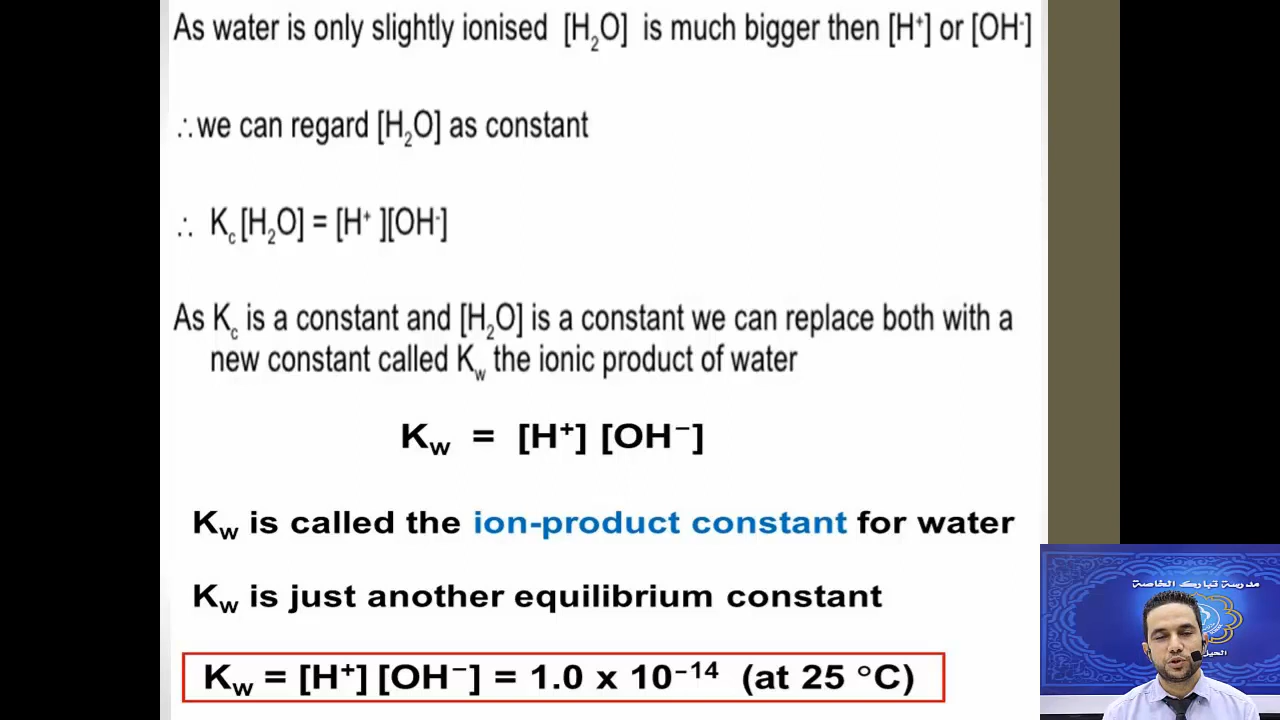 As water is only slightly ionised [H₂O] is much bigger then [H⁺] or [OH⁻]
∴ we can regard [H₂O] as constant
∴ K꜀ [H₂O] = [H⁺ ][OH⁻]
As K꜀ is a constant and [H₂O] is a constant we can replace both with a
new constant called Kw the ionic product of water
Kw = [H⁺] [OH⁻]
Kw is called the ion-product constant for water
Kw is just another equilibrium constant
Kw = [H⁺] [OH⁻] = 1.0 x 10⁻¹⁴ (at 25 °C)
مدرسة تبارك الخاصة